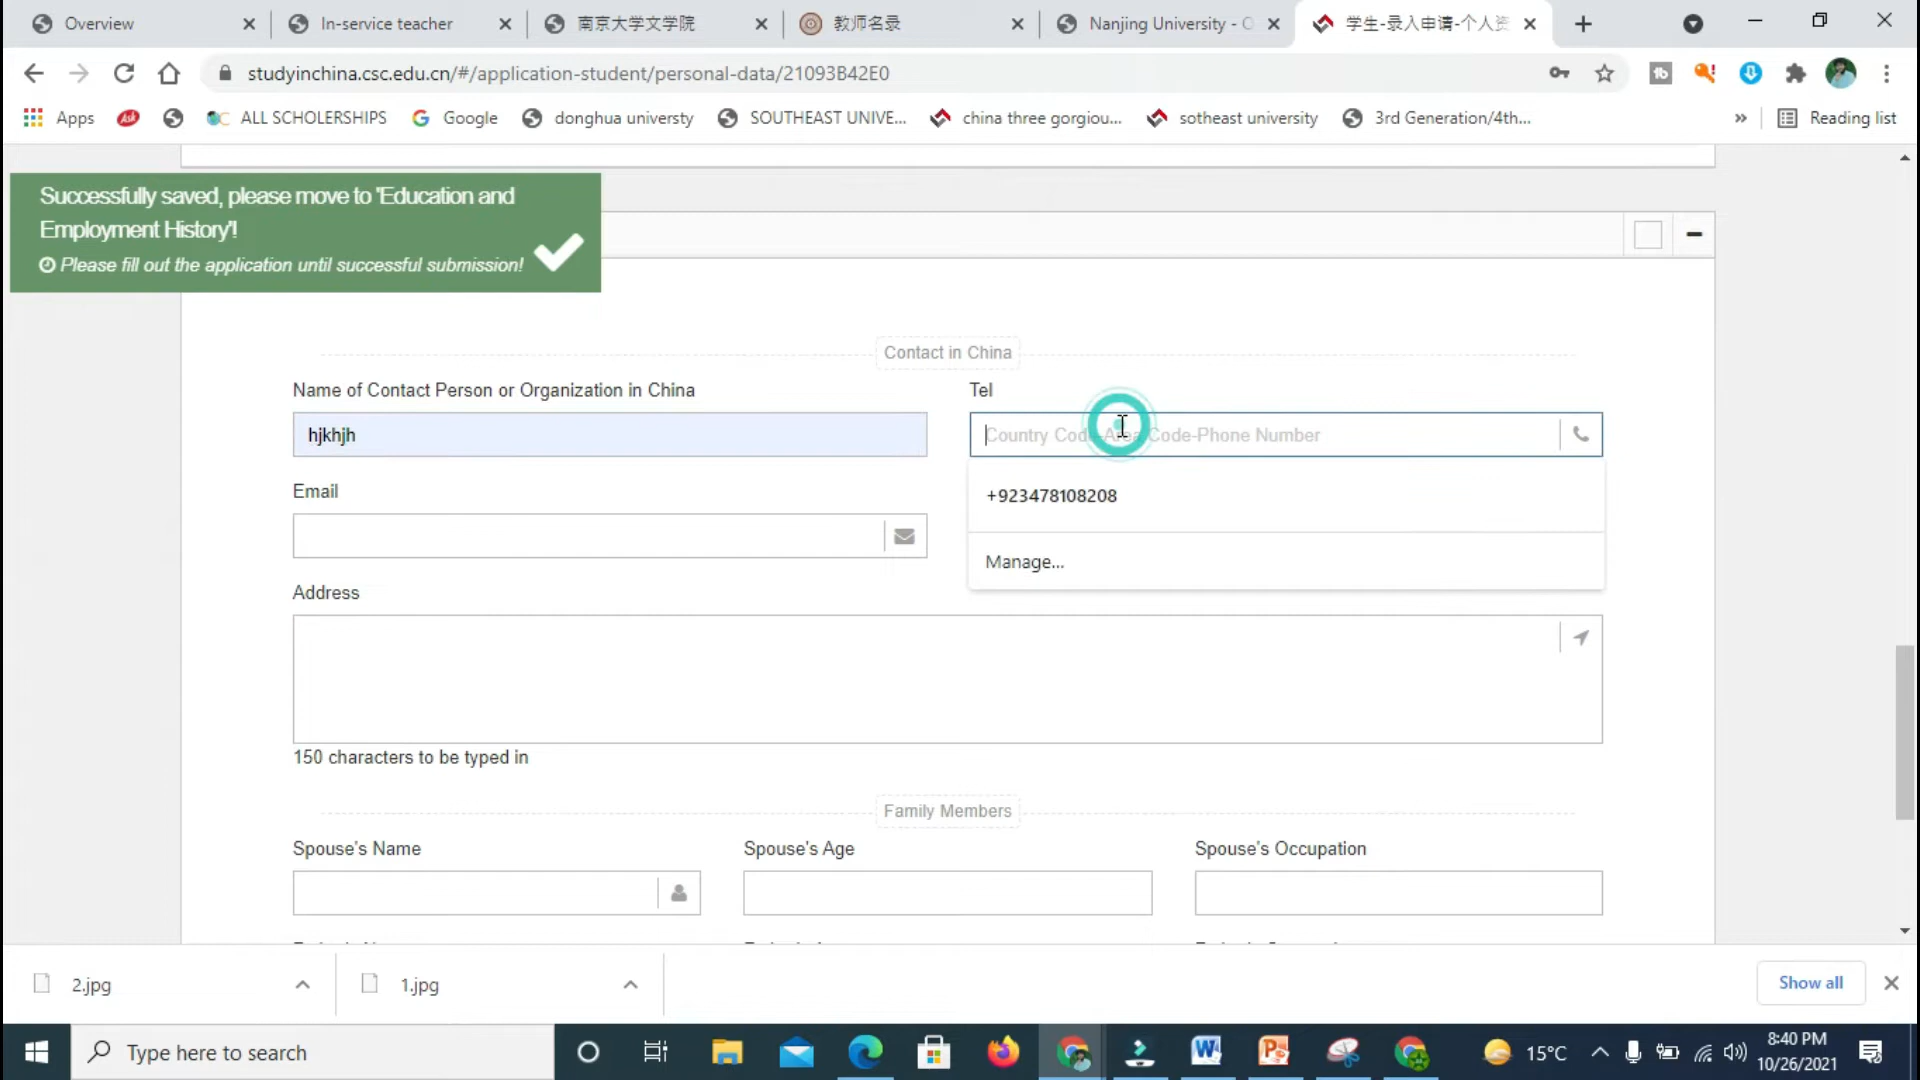 Overview
In-service teacher
南京大学文学院
教师名录
Nanjing University - O
学生-录入申请-个人资
studyinchina.csc.edu.cn/#/application-student/personal-data/21093B42E0
Apps
Ask
ALL SCHOLARSHIPS
Google
donghua universty
SOUTHEAST UNIVE...
china three gorgiou...
sotheast university
3rd Generation/4th...
»
Reading list
Successfully saved, please move to 'Education and
Employment History'!
Please fill out the application until successful submission!
Contact in China
Name of Contact Person or Organization in China
Tel
hjkhjh
Country Code-Area Code-Phone Number
+923478108208
Manage...
Email
Address
150 characters to be typed in
Family Members
Spouse's Name
Spouse's Age
Spouse's Occupation
2.jpg
1.jpg
Show all
Type here to search
15°C
8:40 PM
10/26/2021